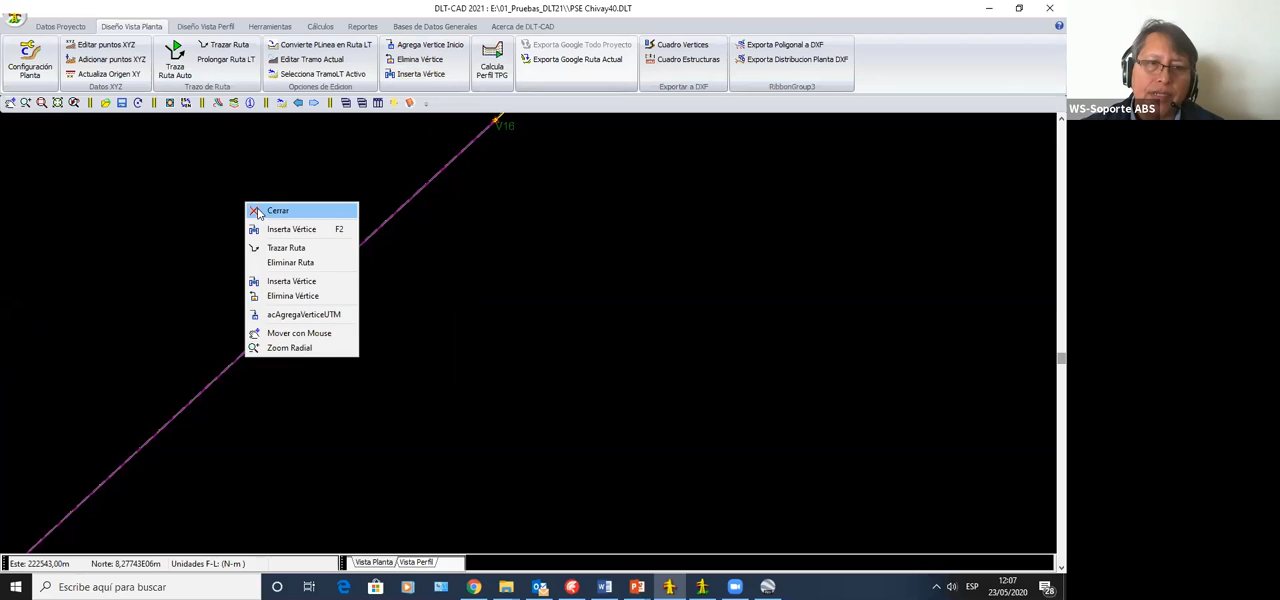 DLT-CAD 2021 : E:\01_Pruebas_DLT21\\PSE Chivay40.DLT
Datos Proyecto
Diseño Vista Planta
Diseño Vista Perfil
Herramientas
Cálculos
Reportes
Bases de Datos Generales
Acerca de DLT-CAD
Configuración
Planta
Editar puntos XYZ
Adicionar puntos XYZ
Actualiza Origen XY
Datos XYZ
Traza
Ruta Auto
Trazar Ruta
Prolongar Ruta LT
Trazo de Ruta
Convierte PLinea en Ruta LT
Editar Tramo Actual
Selecciona TramoLT Activo
Opciones de Edicion
Agrega Vertice Inicio
Elimina Vértice
Inserta Vértice
Calcula
Perfil TPG
Exporta Google Todo Proyecto
Exporta Google Ruta Actual
Cuadro Vertices
Cuadro Estructuras
Exportar a DXF
Exporta Poligonal a DXF
Exporta Distribucion Planta DXF
RibbonGroup3
WS-Soporte ABS
V16
Cerrar
Inserta Vértice F2
Trazar Ruta
Eliminar Ruta
Inserta Vértice
Elimina Vértice
acAgregaVerticeUTM
Mover con Mouse
Zoom Radial
Este: 222543,00m
Norte: 8,27743E06m
Unidades F-L: (N-m )
Vista Planta
Vista Perfil
Escribe aquí para buscar
ESP
12:07
23/05/2020
28